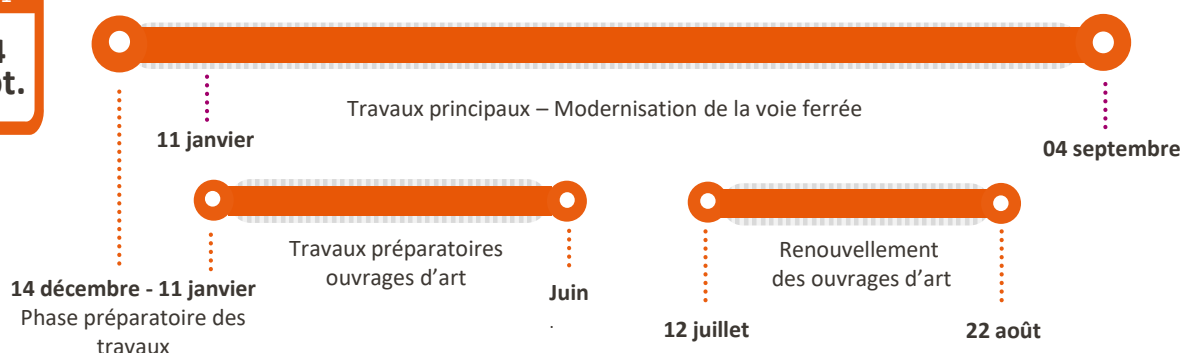 Travaux principaux – Modernisation de la voie ferrée
11 janvier
04 septembre
Travaux préparatoires
ouvrages d'art
Renouvellement
des ouvrages d'art
14 décembre - 11 janvier
Phase préparatoire des
travaux
Juin
.
12 juillet
22 août